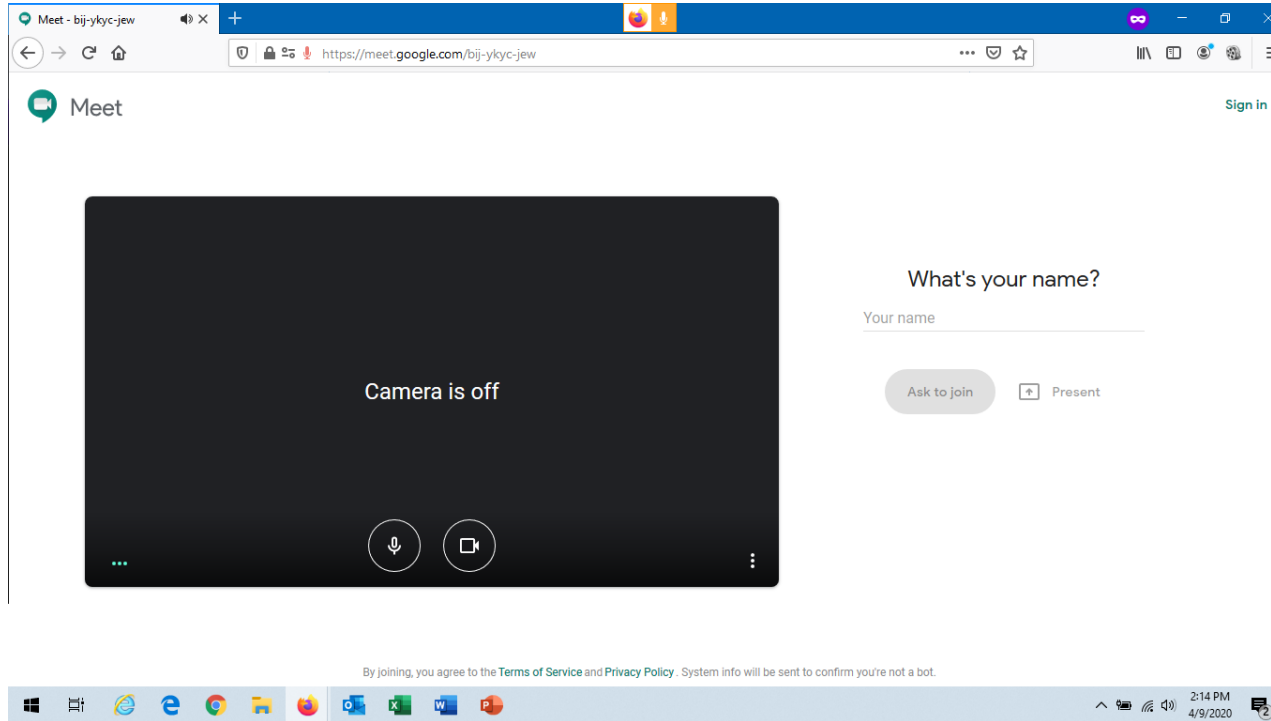 Meet - bij-ykyc-jew
https://meet.google.com/bij-ykyc-jew
Meet
Sign in
What's your name?
Your name
Camera is off
Ask to join
Present
By joining, you agree to the Terms of Service and Privacy Policy. System info will be sent to confirm you're not a bot.
2:14 PM
4/9/2020
2